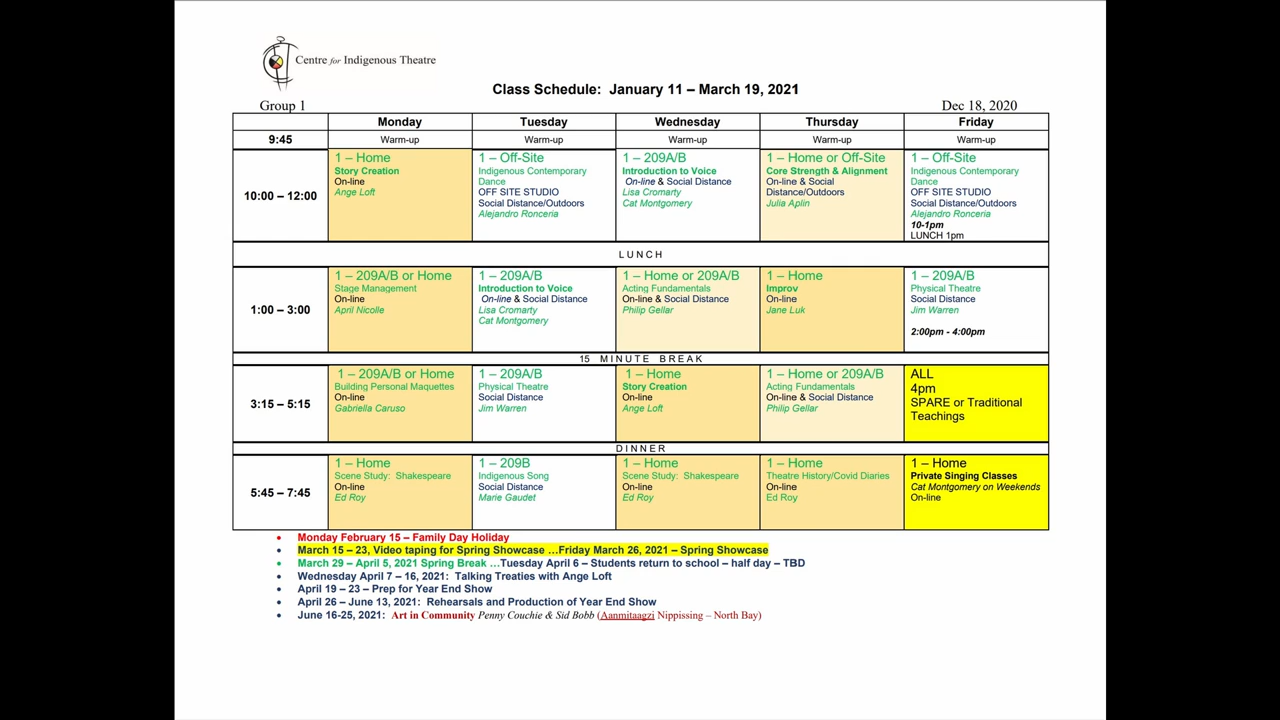 Centre for Indigenous Theatre
Class Schedule: January 11 – March 19, 2021
Group 1
Dec 18, 2020
Monday
Tuesday
Wednesday
Thursday
Friday
9:45
Warm-up
Warm-up
Warm-up
Warm-up
Warm-up
10:00 – 12:00
1 – Home
Story Creation
On-line
Ange Loft
1 – Off-Site
Indigenous Contemporary
Dance
OFF SITE STUDIO
Social Distance/Outdoors
Alejandro Ronceria
1 – 209A/B
Introduction to Voice
On-line & Social Distance
Lisa Cromarty
Cat Montgomery
1 – Home or Off-Site
Core Strength & Alignment
On-line & Social
Distance/Outdoors
Julia Aplin
1 – Off-Site
Indigenous Contemporary
Dance
OFF SITE STUDIO
Social Distance/Outdoors
Alejandro Ronceria
10-1pm
LUNCH 1pm
L U N C H
1:00 – 3:00
1 – 209A/B or Home
Stage Management
On-line
April Nicolle
1 – 209A/B
Introduction to Voice
On-line & Social Distance
Lisa Cromarty
Cat Montgomery
1 – Home or 209A/B
Acting Fundamentals
On-line & Social Distance
Philip Gellar
1 – Home
Improv
On-line
Jane Luk
1 – 209A/B
Physical Theatre
Social Distance
Jim Warren
2:00pm - 4:00pm
15 M I N U T E B R E A K
3:15 – 5:15
1 – 209A/B or Home
Building Personal Maquettes
On-line
Gabriella Caruso
1 – 209A/B
Physical Theatre
Social Distance
Jim Warren
1 – Home
Story Creation
On-line
Ange Loft
1 – Home or 209A/B
Acting Fundamentals
On-line & Social Distance
Philip Gellar
ALL
4pm
SPARE or Traditional
Teachings
D I N N E R
5:45 – 7:45
1 – Home
Scene Study: Shakespeare
On-line
Ed Roy
1 – 209B
Indigenous Song
Social Distance
Marie Gaudet
1 – Home
Scene Study: Shakespeare
On-line
Ed Roy
1 – Home
Theatre History/Covid Diaries
On-line
Ed Roy
1 – Home
Private Singing Classes
Cat Montgomery on Weekends
On-line
• Monday February 15 – Family Day Holiday
• March 15 – 23, Video taping for Spring Showcase …Friday March 26, 2021 – Spring Showcase
• March 29 – April 5, 2021 Spring Break …Tuesday April 6 – Students return to school – half day – TBD
• Wednesday April 7 – 16, 2021: Talking Treaties with Ange Loft
• April 19 – 23 – Prep for Year End Show
• April 26 – June 13, 2021: Rehearsals and Production of Year End Show
• June 16-25, 2021: Art in Community Penny Couchie & Sid Bobb (Aanmitaagzi Nippissing – North Bay)